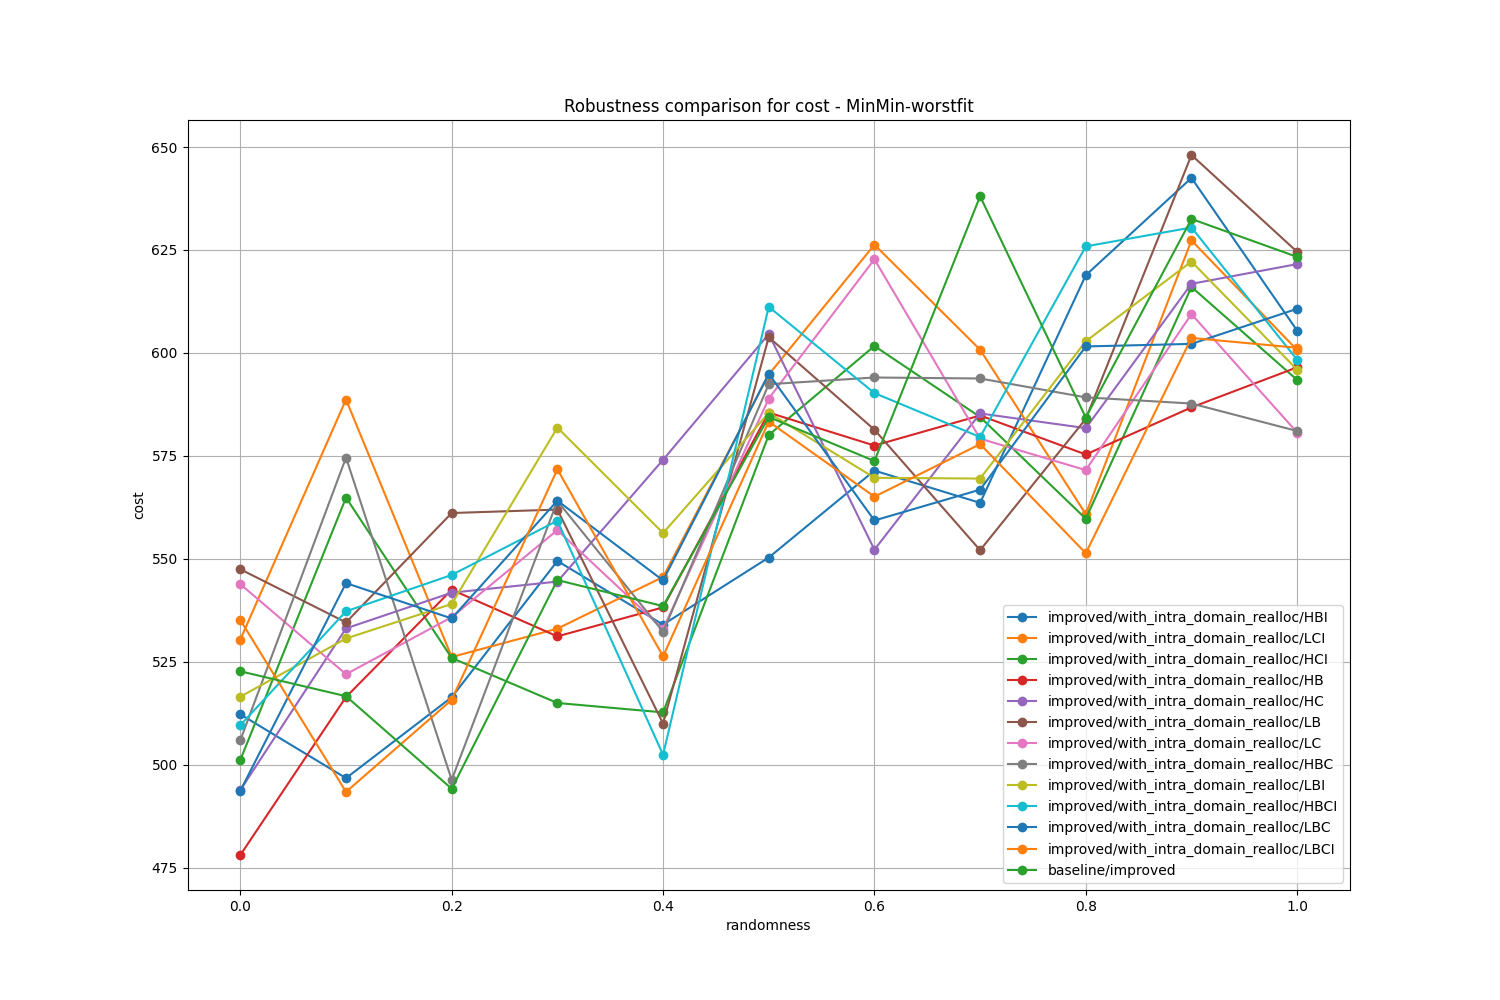 Robustness comparison for cost - MinMin-worstfit
650
625
600
575
550
525
500
475
cost
0.0
0.2
0.4
0.6
0.8
1.0
randomness
improved/with_intra_domain_realloc/HBI
improved/with_intra_domain_realloc/LCI
improved/with_intra_domain_realloc/HCI
improved/with_intra_domain_realloc/HB
improved/with_intra_domain_realloc/HC
improved/with_intra_domain_realloc/LB
improved/with_intra_domain_realloc/LC
improved/with_intra_domain_realloc/HBC
improved/with_intra_domain_realloc/LBI
improved/with_intra_domain_realloc/HBCI
improved/with_intra_domain_realloc/LBC
improved/with_intra_domain_realloc/LBCI
baseline/improved